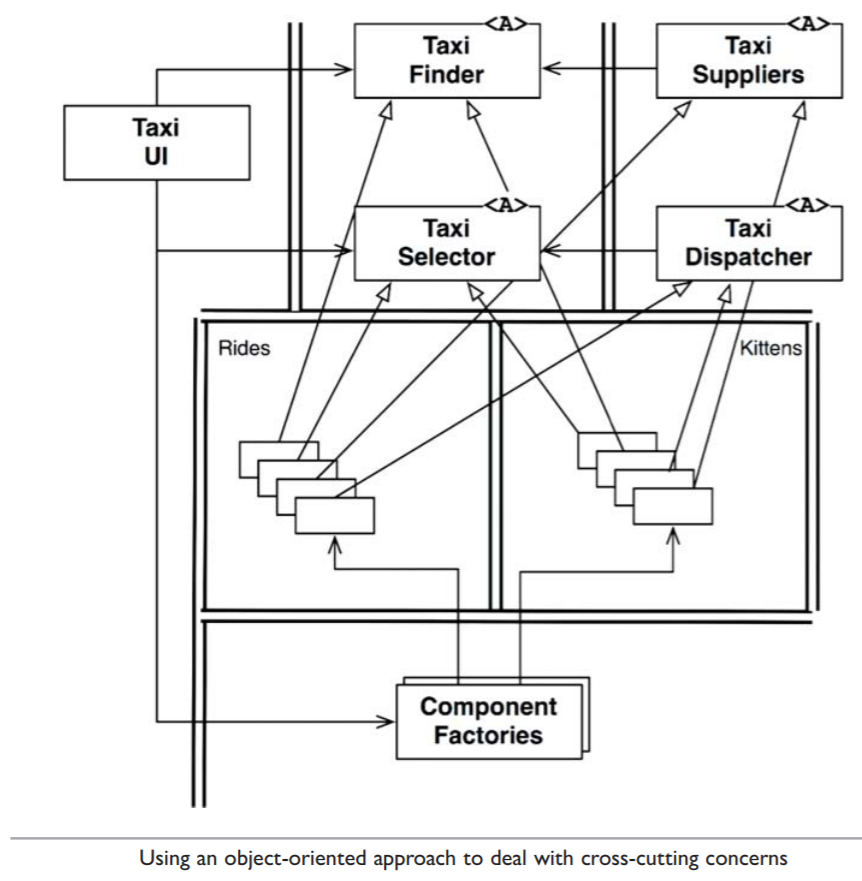 <A>
<A>
Taxi
Finder
Taxi
Suppliers
Taxi
UI
<A>
<A>
Taxi
Selector
Taxi
Dispatcher
Rides
Kittens
Component
Factories
Using an object-oriented approach to deal with cross-cutting concerns